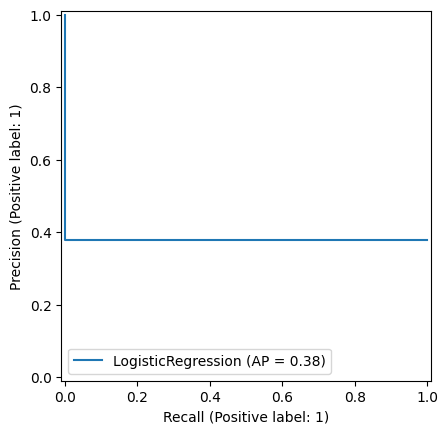 1.0
0.8
0.6
0.4
0.2
0.0
Precision (Positive label: 1)
LogisticRegression (AP = 0.38)
0.0 0.2 0.4 0.6 0.8 1.0
Recall (Positive label: 1)